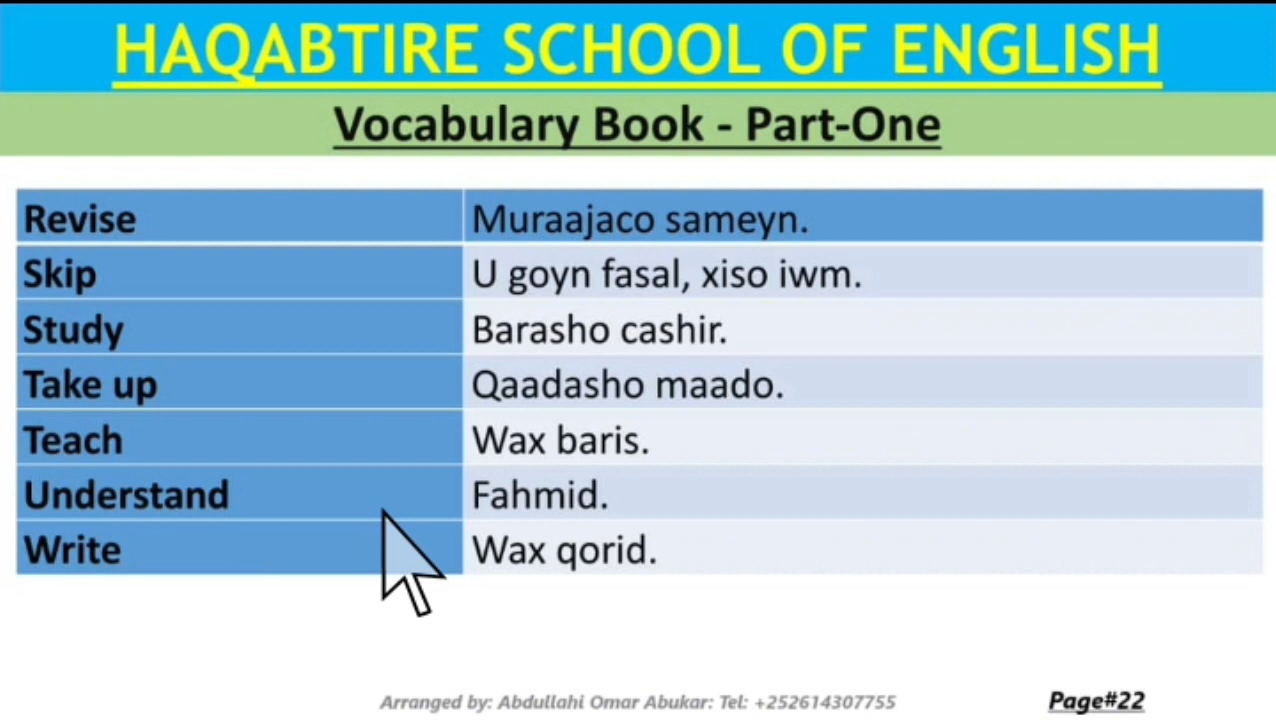 HAQABTIRE SCHOOL OF ENGLISH
Vocabulary Book - Part-One
Revise Muraajaco sameyn.
Skip U goyn fasal, xiso iwm.
Study Barasho cashir.
Take up Qaadasho maado.
Teach Wax baris.
Understand Fahmid.
Write Wax qorid.
Arranged by: Abdullahi Omar Abukar: Tel: +252614307755 Page#22